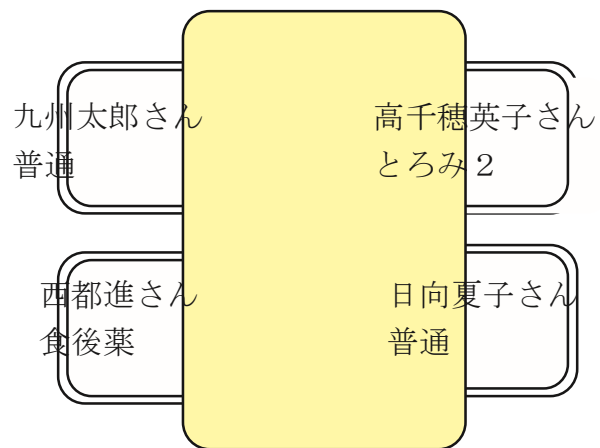 九州太郎さん
普通
高千穂英子さん
とろみ２
西都進さん
食後薬
日向夏子さん
普通